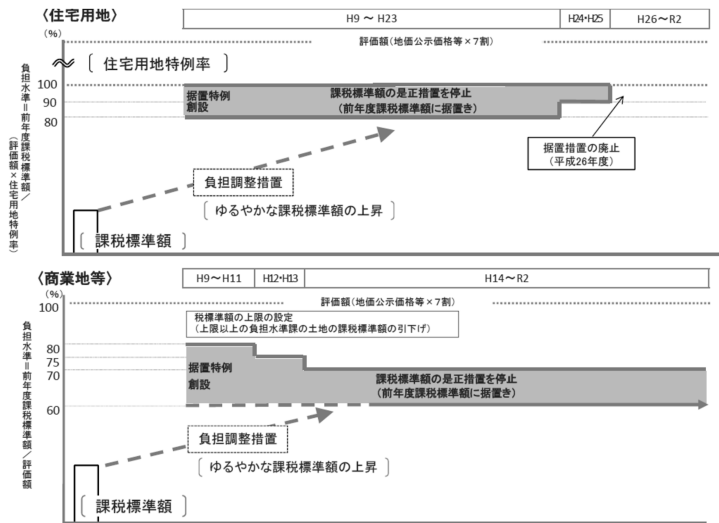 〈住宅用地〉
H9 ～ H23
H24・H25
H26～R2
(%)
評価額(地価公示価格等×7割)
〔 住宅用地特例率 〕
100
90
80
据置特例
創設
課税標準額の是正措置を停止
(前年度課税標準額に据置き)
据置措置の廃止
(平成26年度)
負担調整措置
〔 ゆるやかな課税標準額の上昇 〕
〔 課税標準額 〕
負担水準＝前年度課税標準額／
(評価額×住宅用地特例率)
〈商業地等〉
H9～H11
H12・H13
H14～R2
(%)
100
評価額(地価公示価格等×7割)
税標準額の上限の設定
(上限以上の負担水準課の土地の課税標準額の引下げ)
80
75
70
60
据置特例
創設
課税標準額の是正措置を停止
(前年度課税標準額に据置き)
負担調整措置
〔 ゆるやかな課税標準額の上昇 〕
〔 課税標準額 〕
負担水準＝前年度課税標準額／評価額